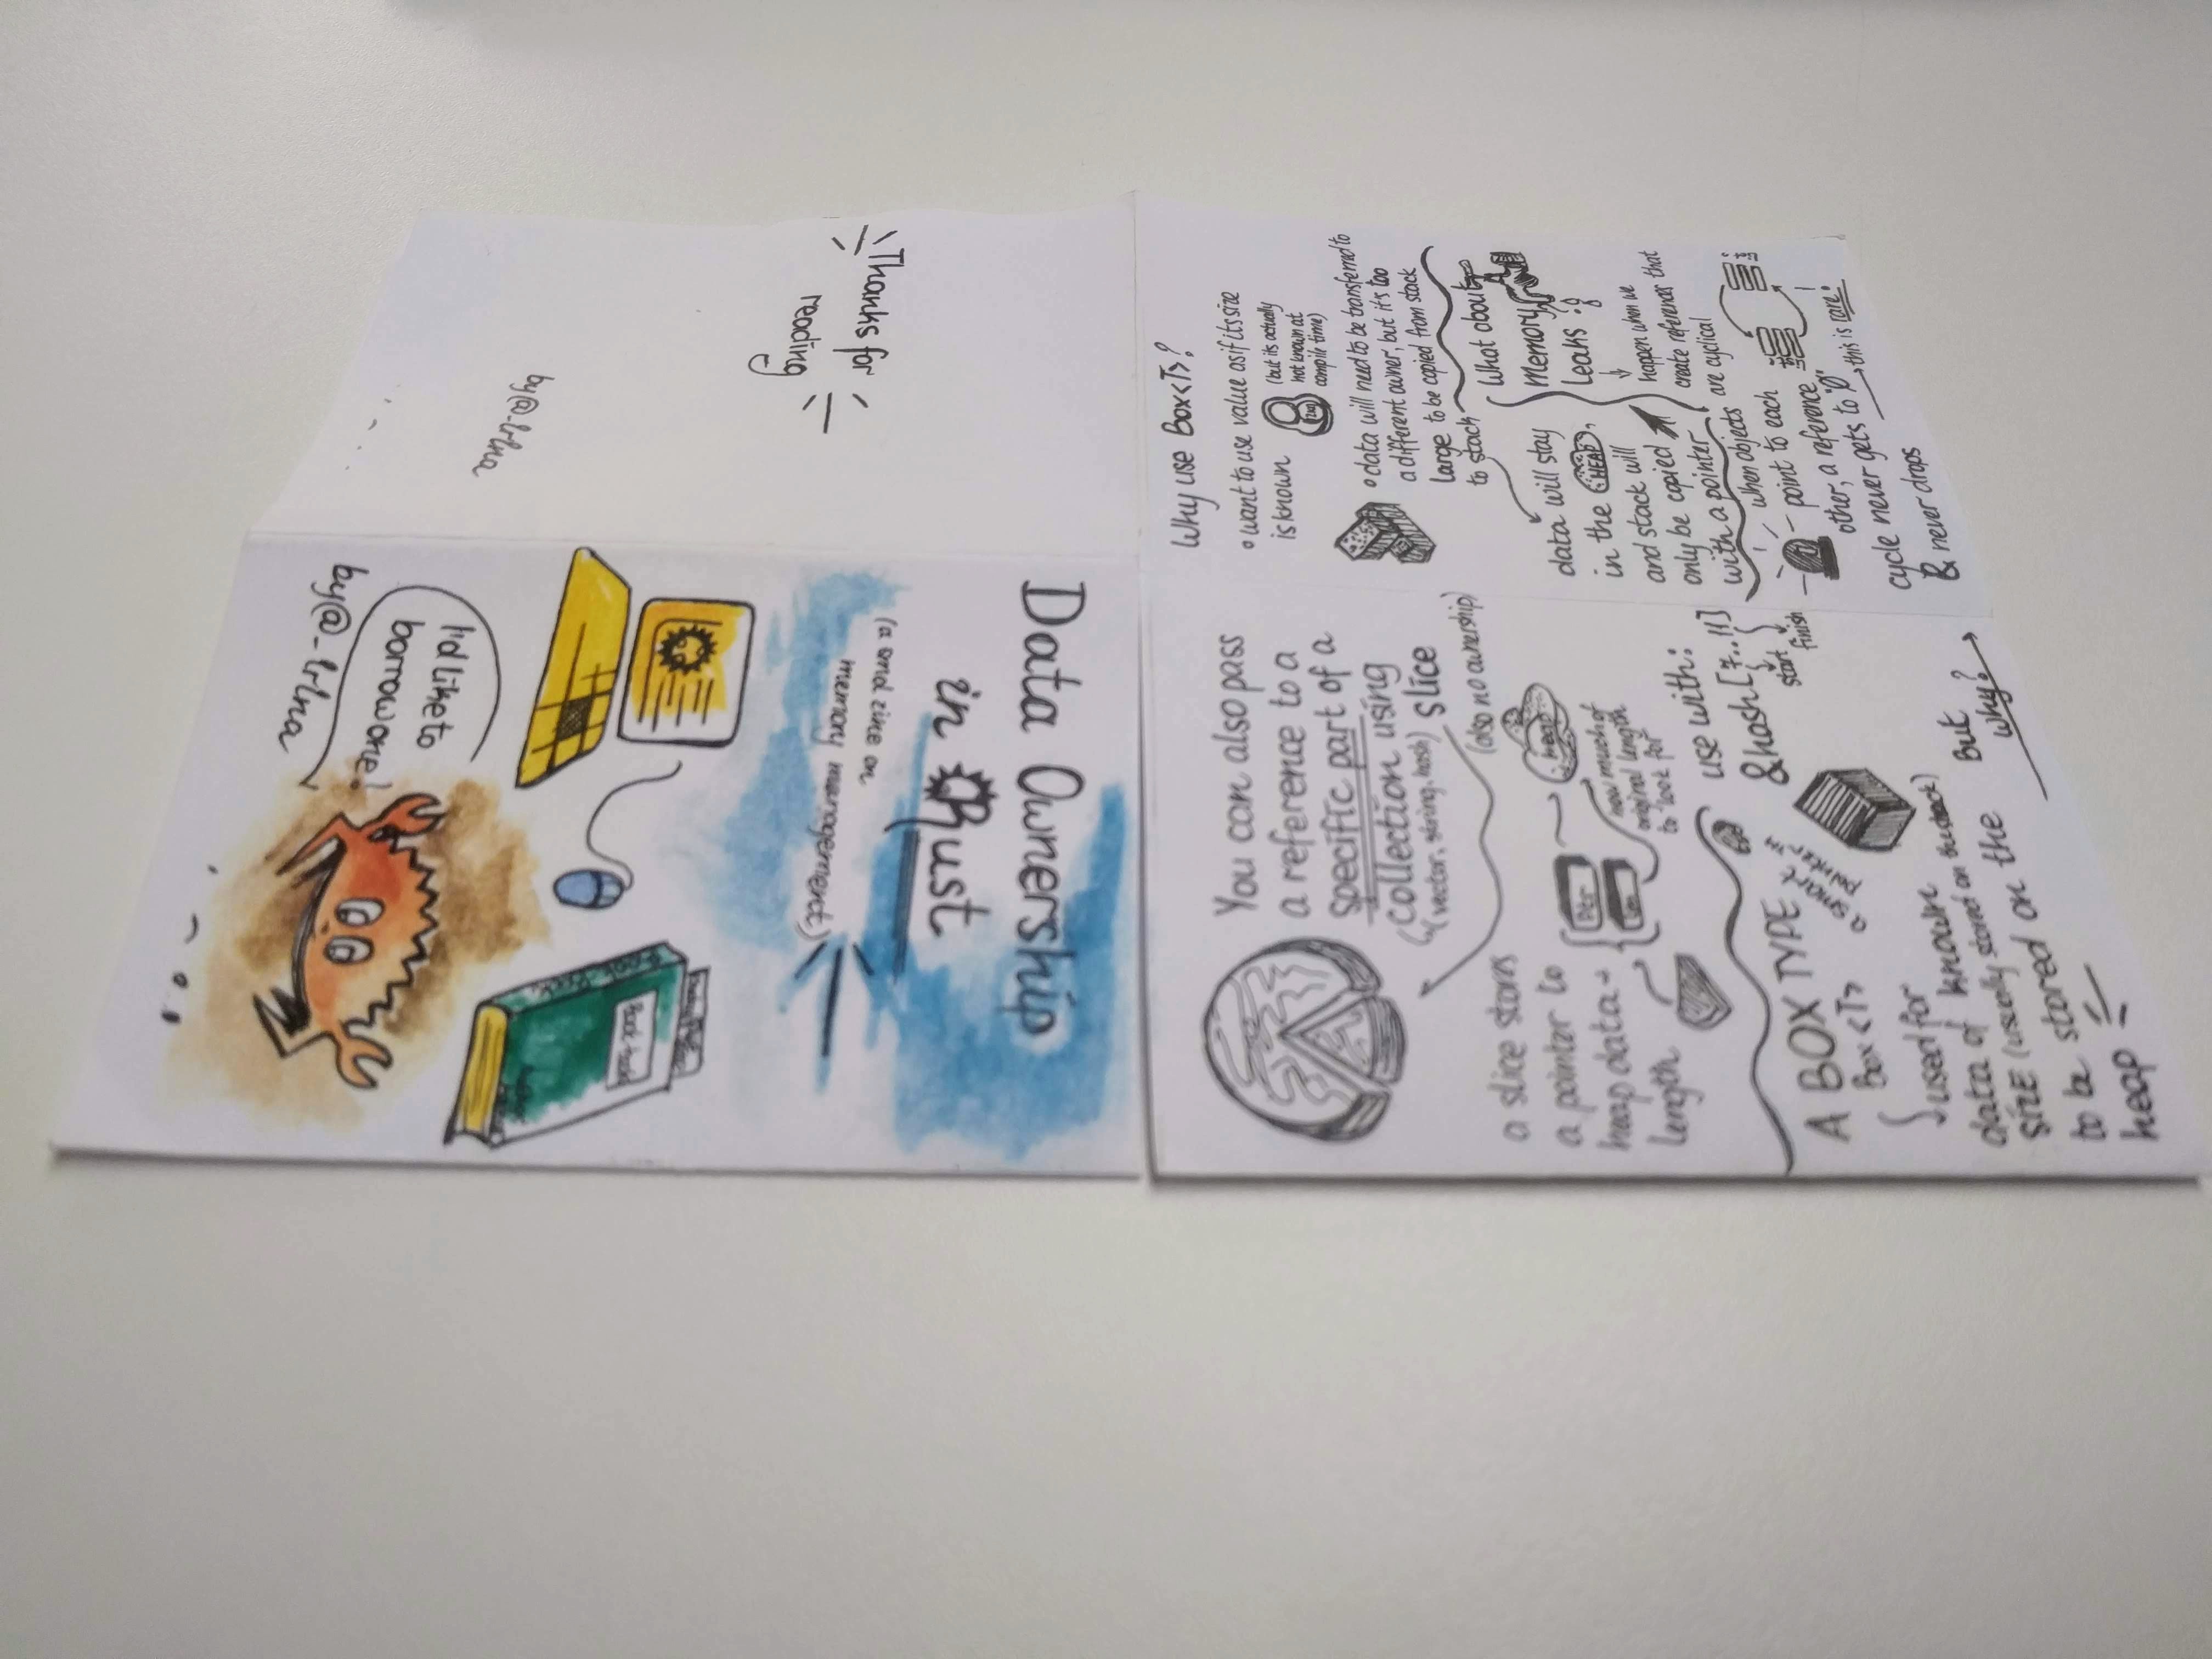 Data Ownership
in Rust
(a 2nd zine on
memory management)
I'd like to
borrow one!
by@-lrlna
Thanks for
reading
by@-lrlna
You can also pass
a reference to a
specific part of a
collection using
(vector, string, hash) slice
(also no ownership)
a slice stores
a pointer to
heap data +
length
heap
ptr
len
how much of
original length
to look for
use with:
&hash[7..11]
start
finish
A BOX TYPE
Box<T>
a smart
pointer
used for
data of known
size (usually stored on the stack)
to be stored on the
heap
But
why?
Why use Box<T>?
• want to use value as if its size
is known
(but its actually
not known at
compile time)
• data will need to be transferred to
a different owner, but it's too
large to be copied from stack
to stack
data will stay
in the HEAP,
and stack will
only be copied
with a pointer
What about
Memory
Leaks?
happen when we
create references that
are cyclical
when objects
point to each
other, a reference
cycle never gets to "0"
& never drops
this is rare!